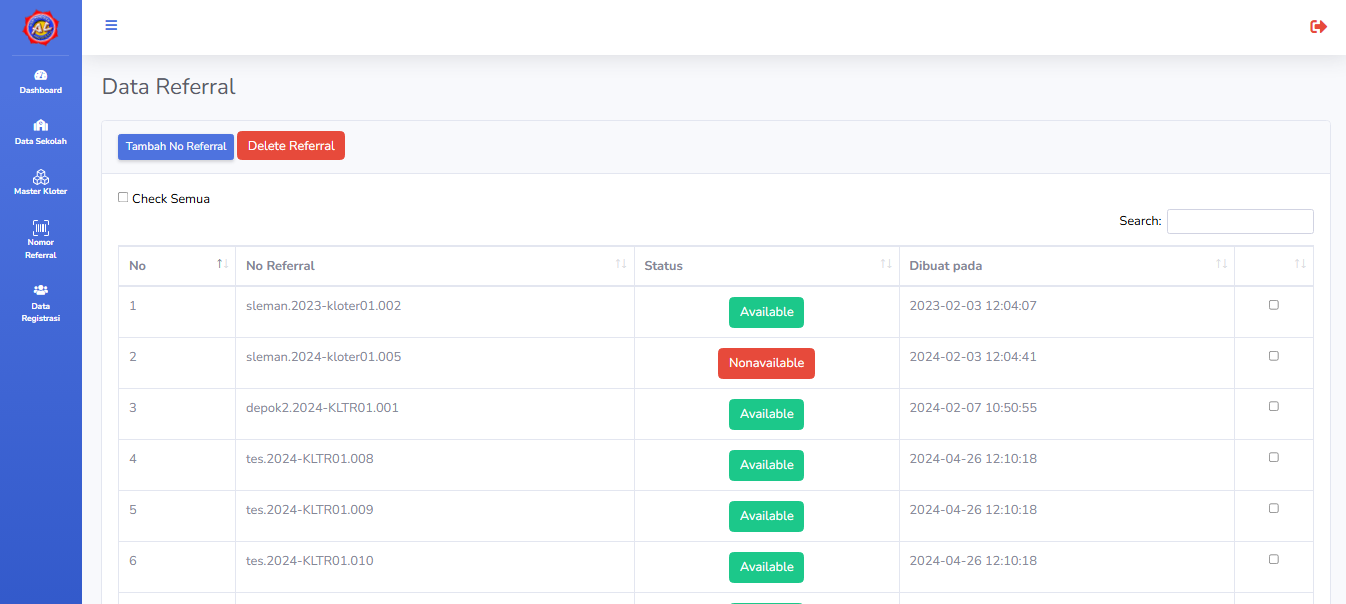 Dashboard
Data Sekolah
Master Kloter
Nomor
Referral
Data
Registrasi
Data Referral
Tambah No Referral Delete Referral
Check Semua
Search:
No No Referral Status Dibuat pada
1 sleman.2023-kloter01.002 Available 2023-02-03 12:04:07
2 sleman.2024-kloter01.005 Nonavailable 2024-02-03 12:04:41
3 depok2.2024-KLTR01.001 Available 2024-02-07 10:50:55
4 tes.2024-KLTR01.008 Available 2024-04-26 12:10:18
5 tes.2024-KLTR01.009 Available 2024-04-26 12:10:18
6 tes.2024-KLTR01.010 Available 2024-04-26 12:10:18